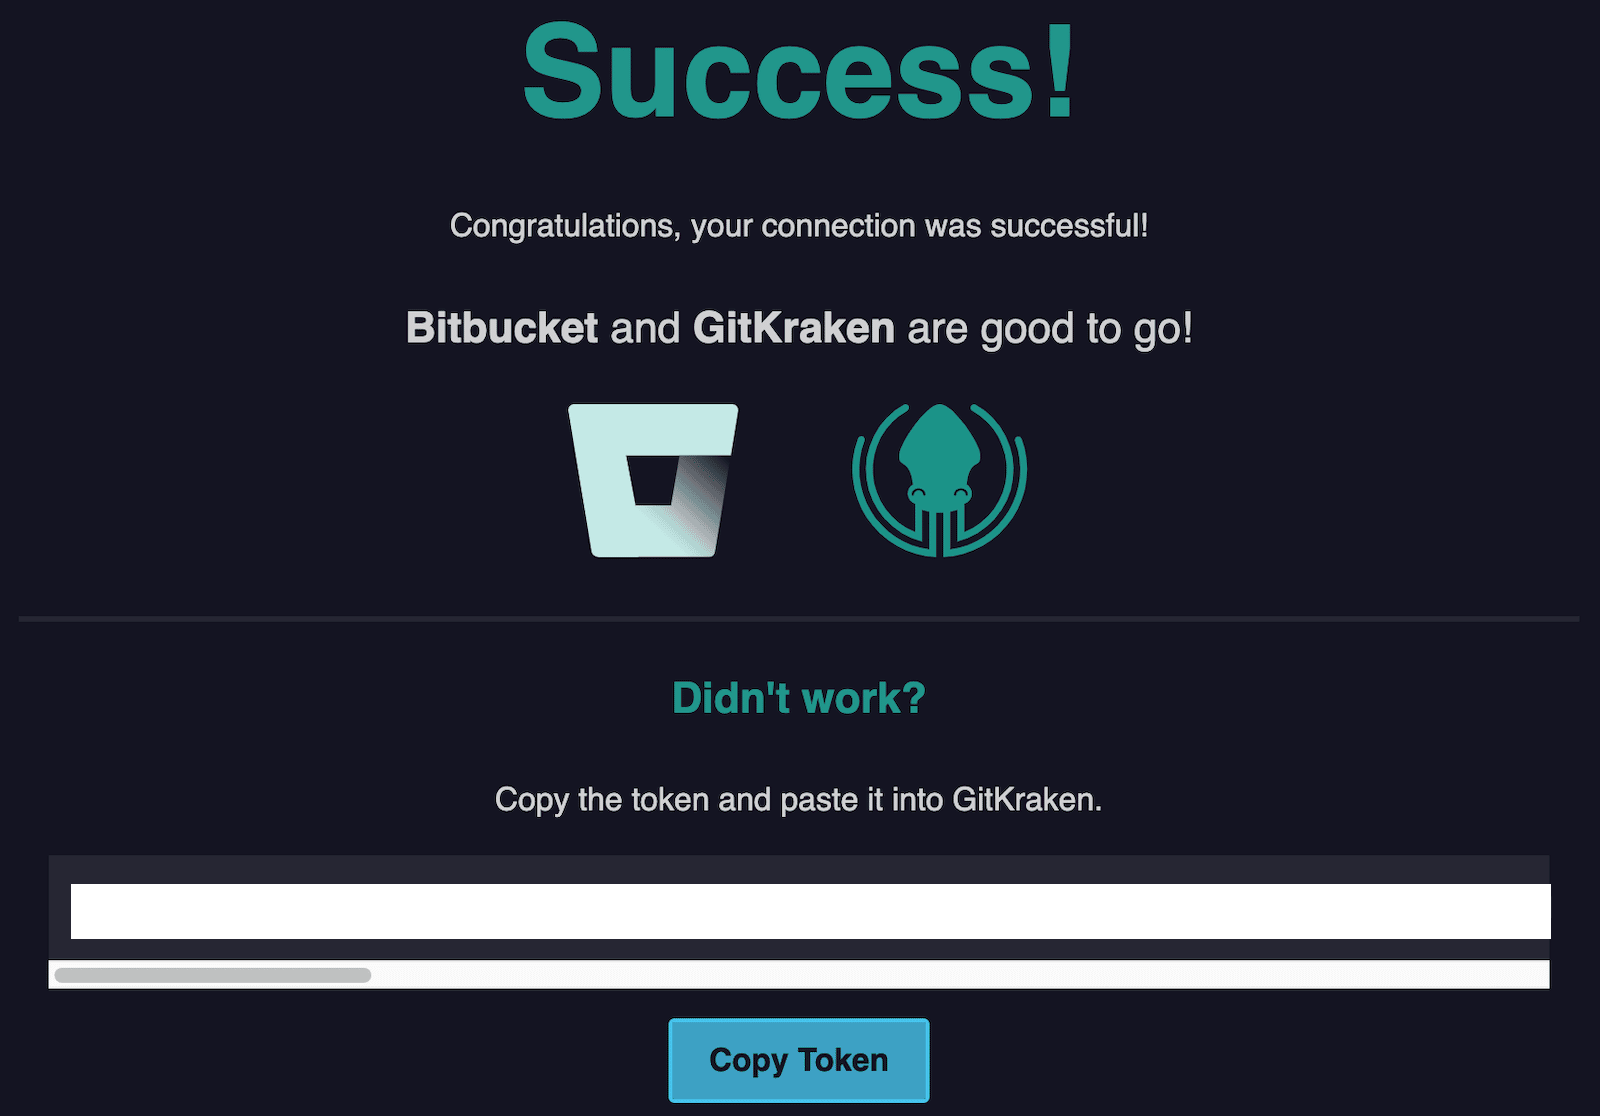 Success!
Congratulations, your connection was successful!
Bitbucket and GitKraken are good to go!
Didn't work?
Copy the token and paste it into GitKraken.
Copy Token